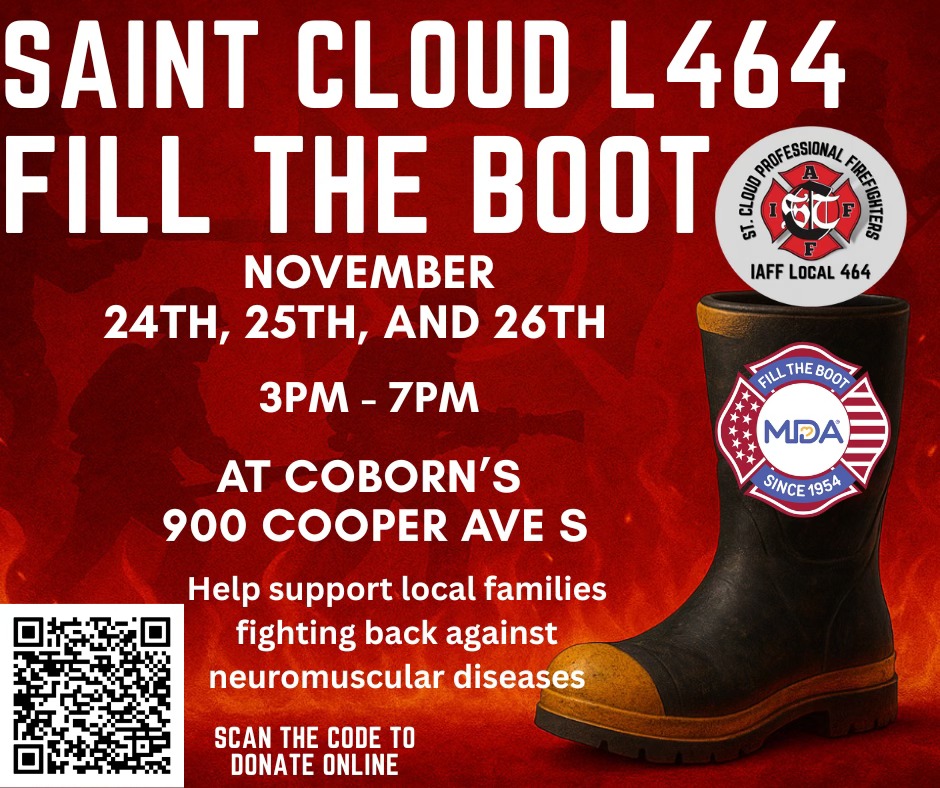 SAINT CLOUD L464
FILL THE BOOT
ST. CLOUD PROFESSIONAL FIREFIGHTERS
A
I STC F
F
IAFF LOCAL 464
NOVEMBER
24TH, 25TH, AND 26TH
3PM - 7PM
FILL THE BOOT
MDA
SINCE 1954
AT COBORN’S
900 COOPER AVE S
Help support local families
fighting back against
neuromuscular diseases
SCAN THE CODE TO
DONATE ONLINE